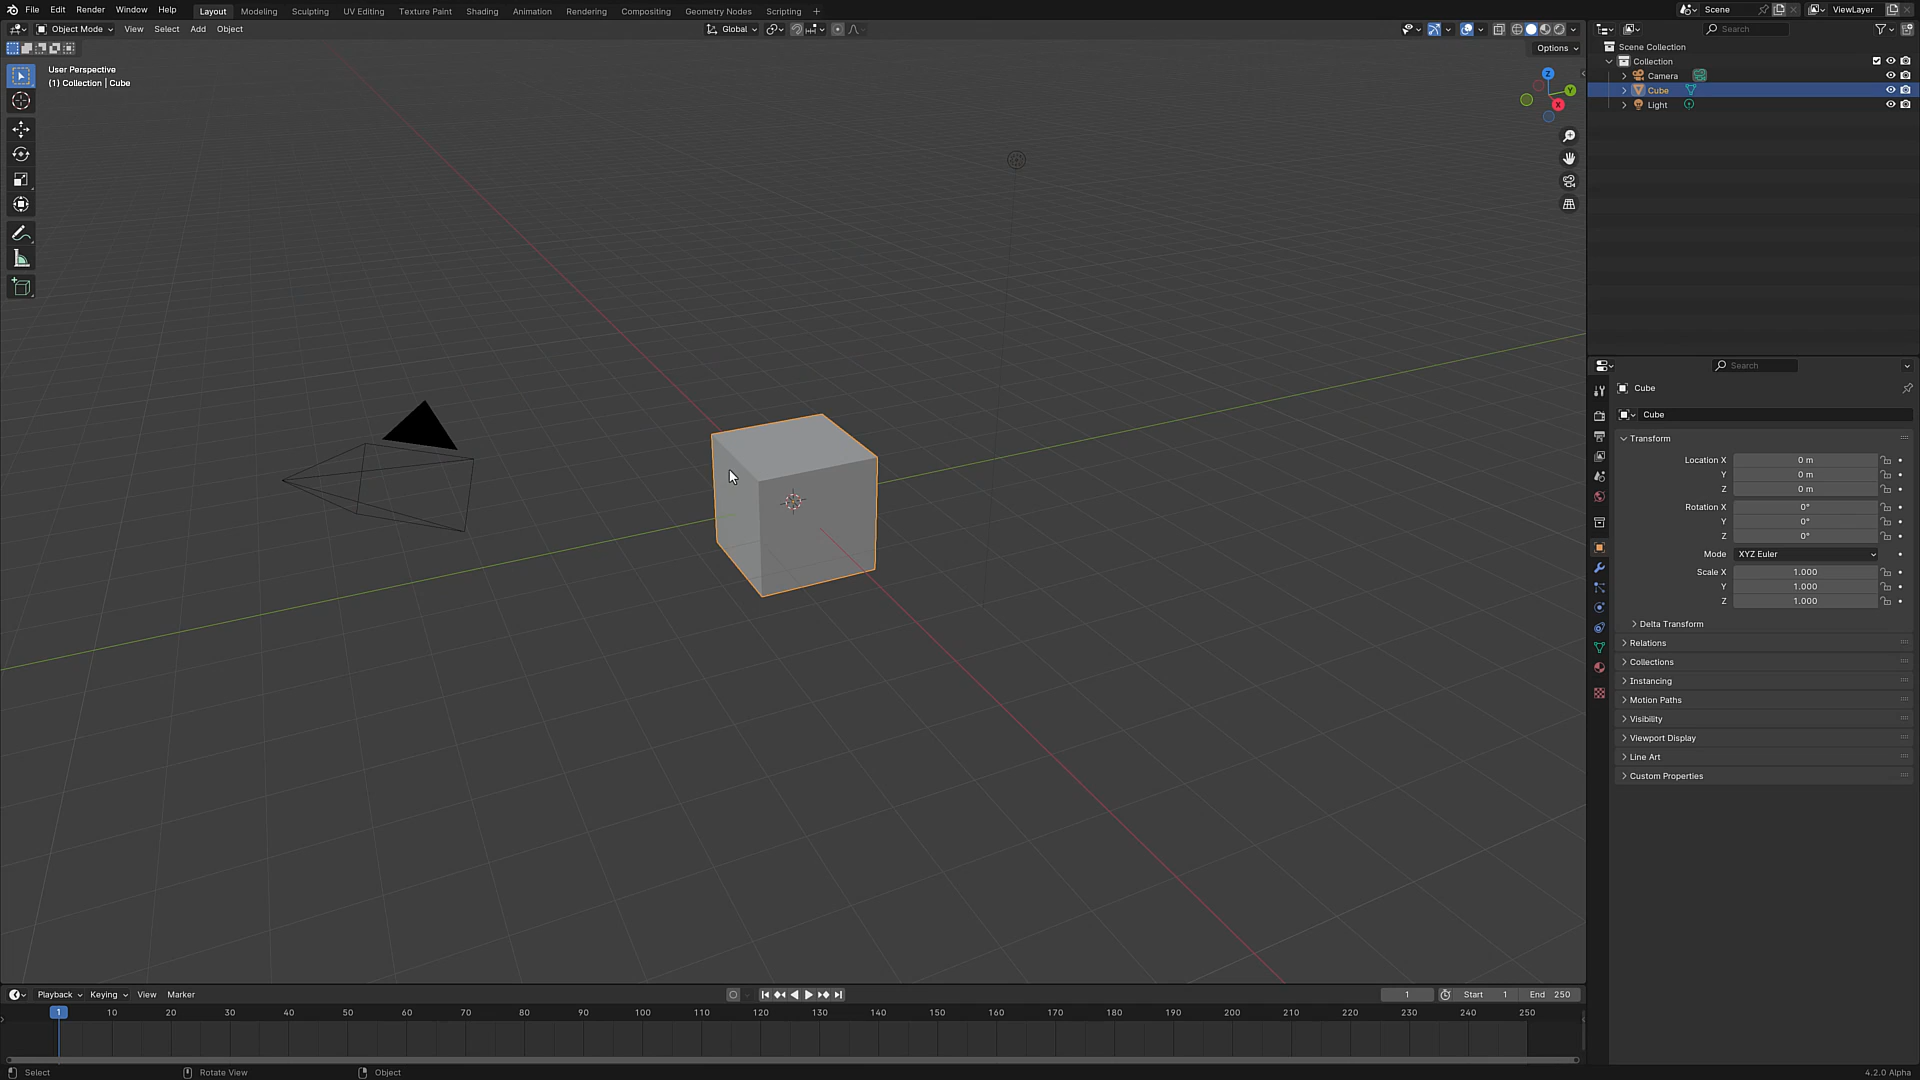 File Edit Render Window Help Layout Modeling Sculpting UV Editing Texture Paint Shading Animation Rendering Compositing Geometry Nodes Scripting + Scene ViewLayer
Object Mode View Select Add Object Global Search
Options
User Perspective
(1) Collection | Cube
Z
Y
X
Scene Collection
Collection
Camera
Cube
Light
Search
Cube
Cube
Transform
Location X 0 m
Y 0 m
Z 0 m
Rotation X 0°
Y 0°
Z 0°
Mode XYZ Euler
Scale X 1.000
Y 1.000
Z 1.000
Delta Transform
Relations
Collections
Instancing
Motion Paths
Visibility
Viewport Display
Line Art
Custom Properties
Playback Keying View Marker 1 Start 1 End 250
1 10 20 30 40 50 60 70 80 90 100 110 120 130 140 150 160 170 180 190 200 210 220 230 240 250
Select Rotate View Object 4.2.0 Alpha